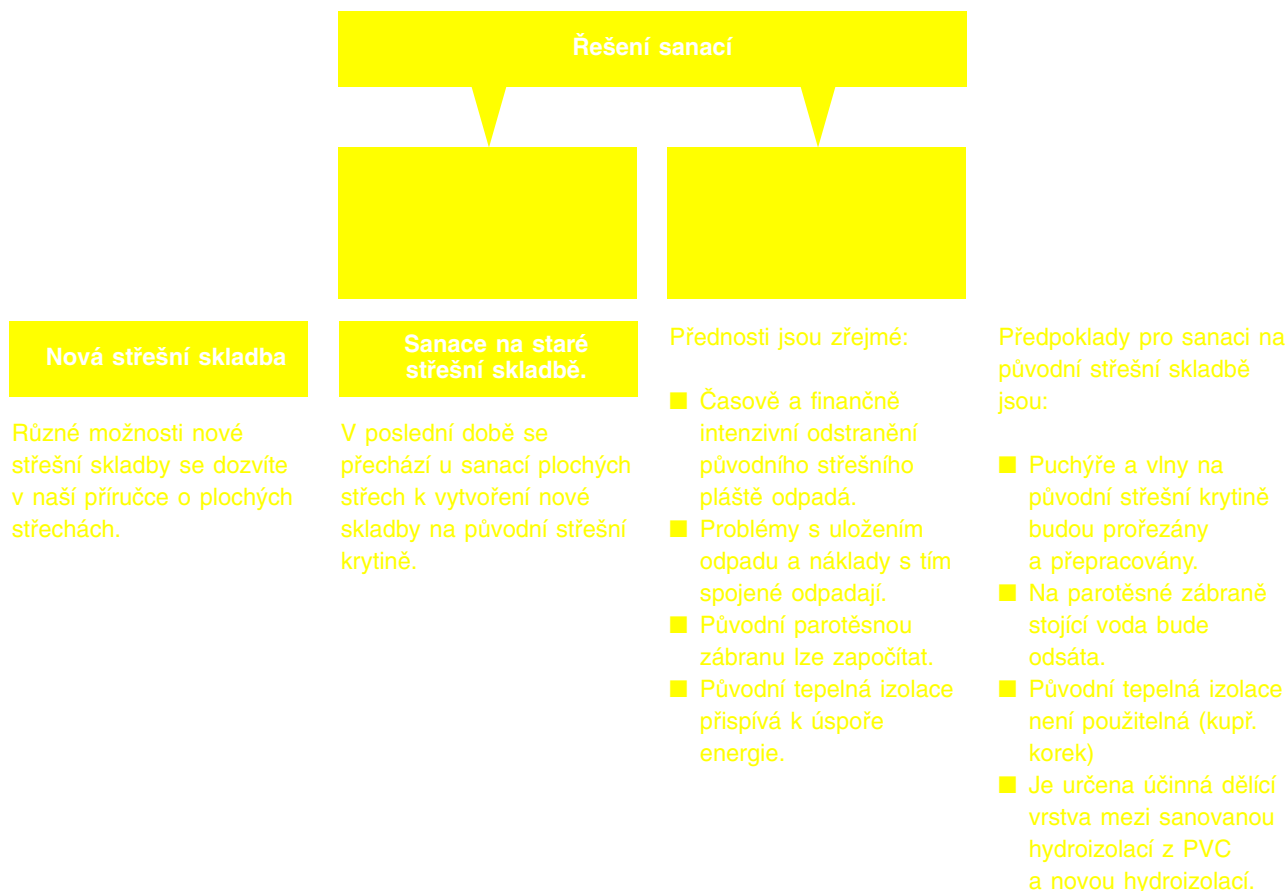 Řešení sanací
Nová střešní skladba
Různé možnosti nové
střešní skladby se dozvíte
v naší příručce o plochých
střechách.
Sanace na staré
střešní skladbě.
V poslední době se
přechází u sanací plochých
střech k vytvoření nové
skladby na původní střešní
krytině.
Přednosti jsou zřejmé:
■ Časově a finančně
intenzivní odstranění
původního střešního
pláště odpadá.
■ Problémy s uložením
odpadu a náklady s tím
spojené odpadají.
■ Původní parotěsnou
zábranu lze započítat.
■ Původní tepelná izolace
přispívá k úspoře
energie.
Předpoklady pro sanaci na
původní střešní skladbě
jsou:
■ Puchýře a vlny na
původní střešní krytině
budou prořezány
a přepracovány.
■ Na parotěsné zábraně
stojící voda bude
odsáta.
■ Původní tepelná izolace
není použitelná (kupř.
korek)
■ Je určena účinná dělící
vrstva mezi sanovanou
hydroizolací z PVC
a novou hydroizolací.